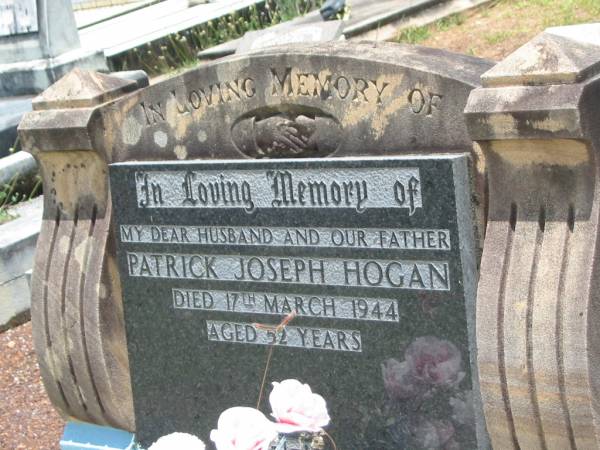 IN LOVING MEMORY OF
In Loving Memory of
MY DEAR HUSBAND AND OUR FATHER
PATRICK JOSEPH HOGAN
DIED 17TH MARCH 1944
AGED 52 YEARS